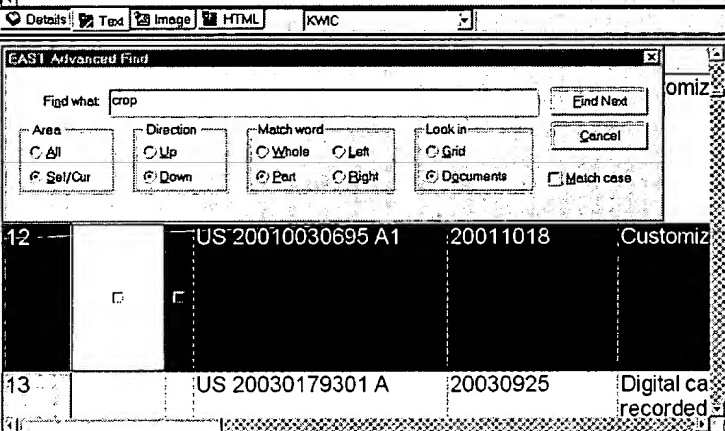 Details Text Image HTML KWIC
EAST Advanced Find
Find what: crop Find Next
Area Direction Match word Look in Cancel
All Up Whole Left Grid
Sel/Cur Down Part Right Documents Match case
omiz
12 US 20010030695 A1 20011018 Customiz
13 US 20030179301 A 20030925 Digital ca
recorded